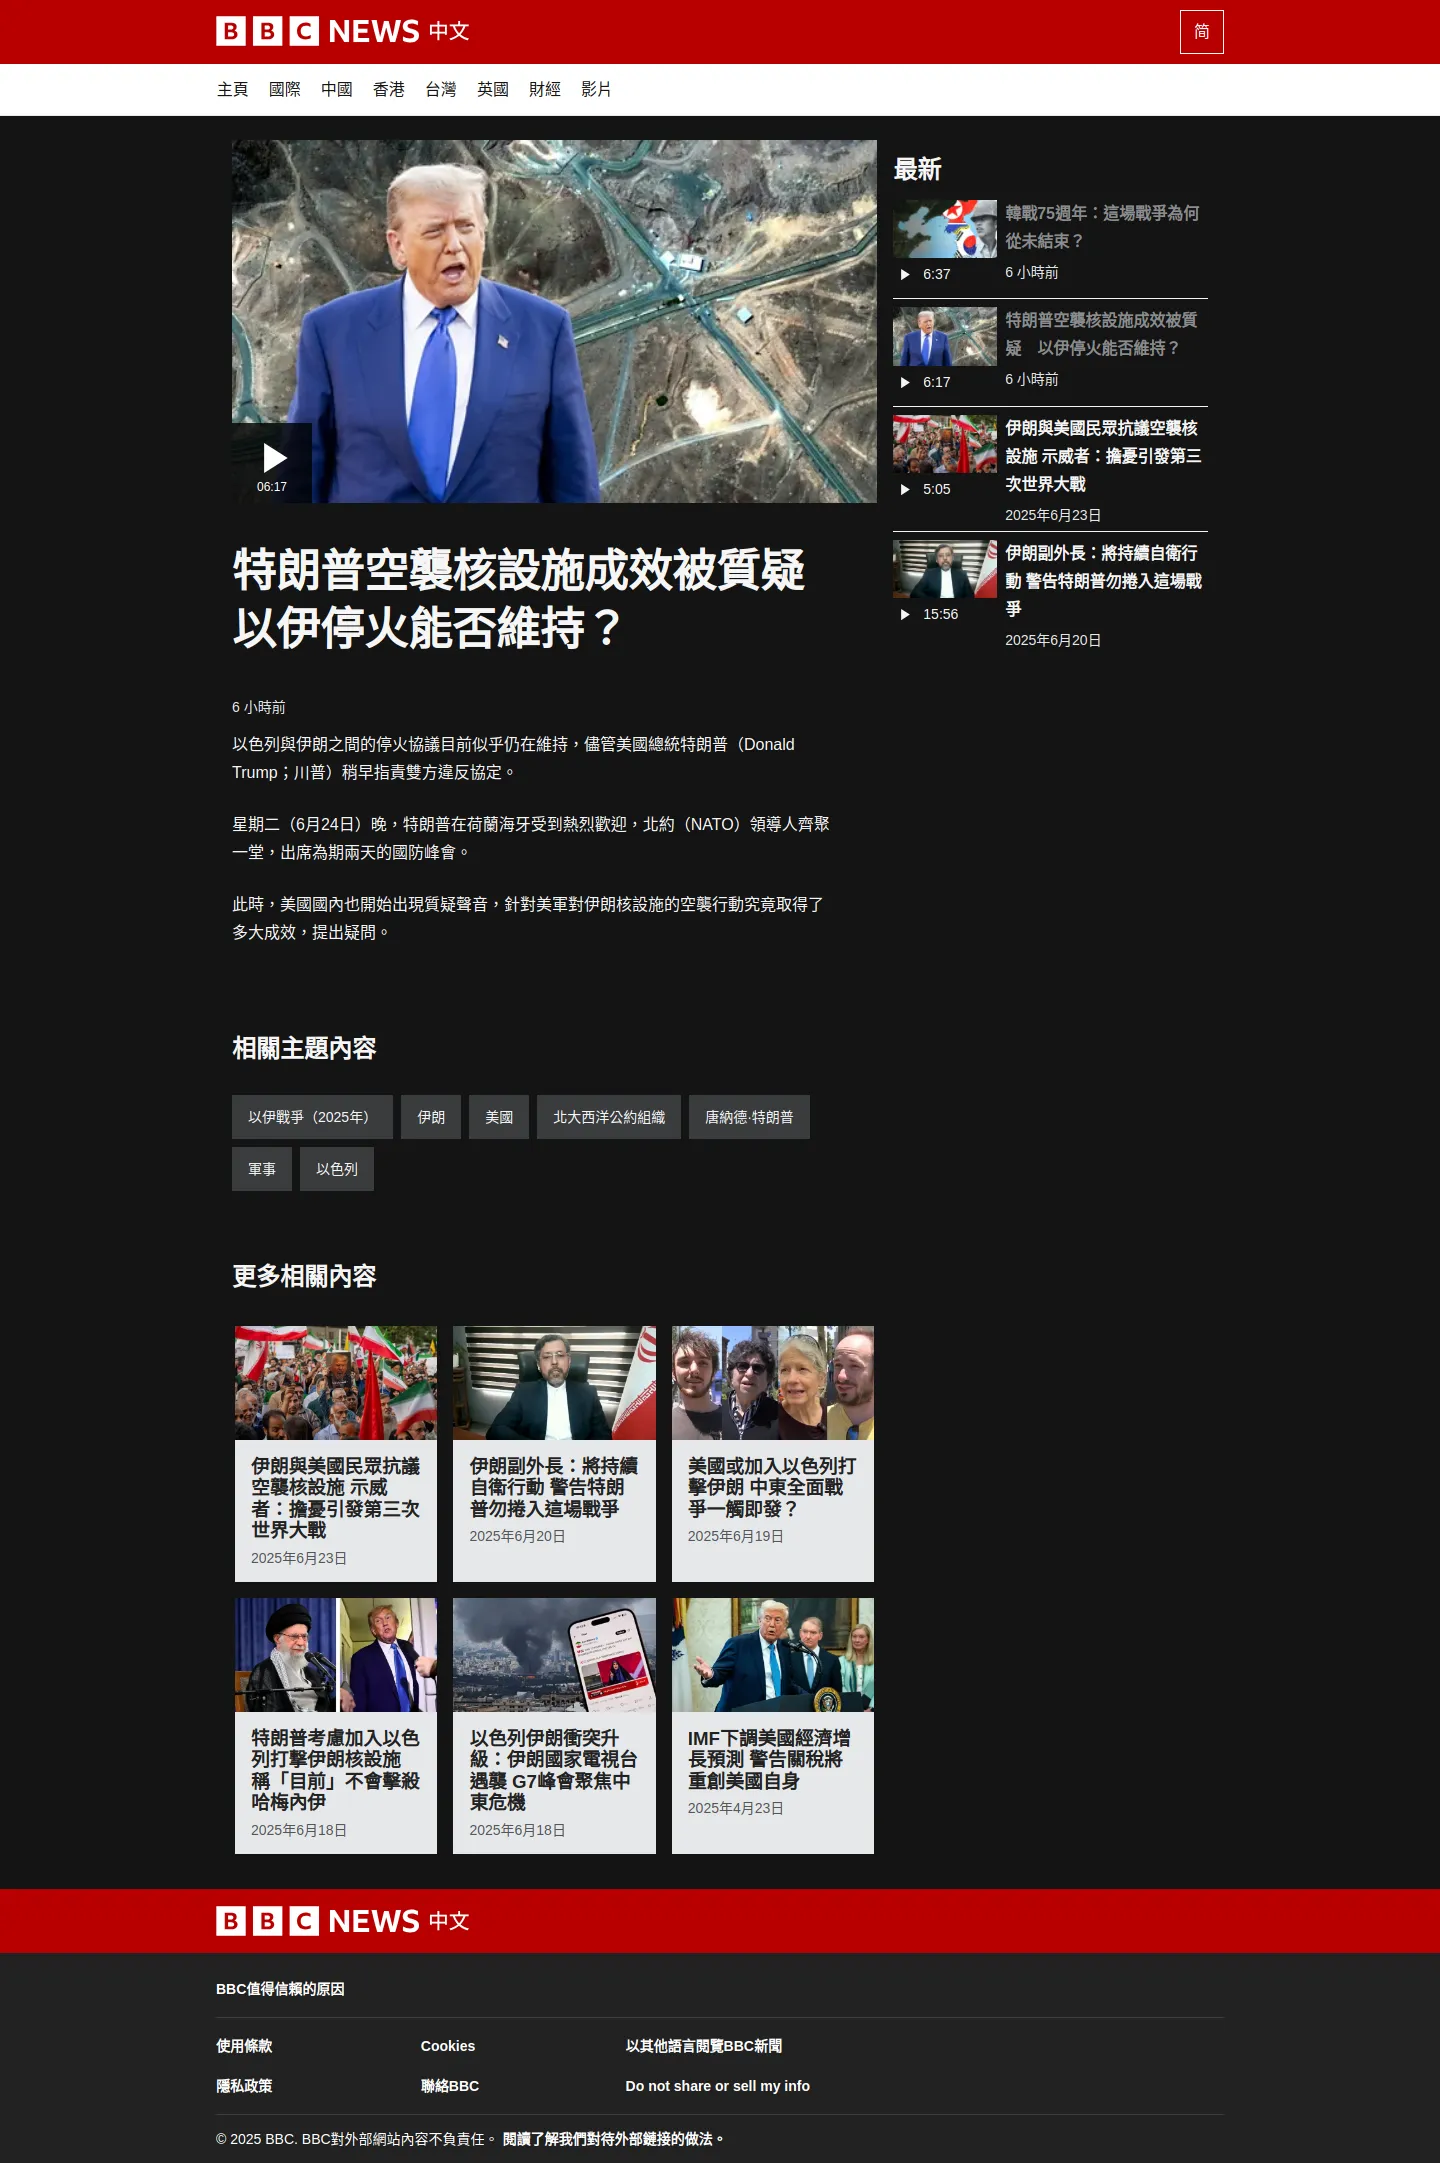 BBC NEWS 中文
简
主頁 國際 中國 香港 台灣 英國 財經 影片
06:17
特朗普空襲核設施成效被質疑
以伊停火能否維持？
6 小時前
以色列與伊朗之間的停火協議目前似乎仍在維持，儘管美國總統特朗普（Donald
Trump；川普）稍早指責雙方違反協定。
星期二（6月24日）晚，特朗普在荷蘭海牙受到熱烈歡迎，北約（NATO）領導人齊聚
一堂，出席為期兩天的國防峰會。
此時，美國國內也開始出現質疑聲音，針對美軍對伊朗核設施的空襲行動究竟取得了
多大成效，提出疑問。
最新
韓戰75週年：這場戰爭為何
從未結束？
6:37
6 小時前
特朗普空襲核設施成效被質
疑　以伊停火能否維持？
6:17
6 小時前
伊朗與美國民眾抗議空襲核
設施 示威者：擔憂引發第三
次世界大戰
5:05
2025年6月23日
伊朗副外長：將持續自衛行
動 警告特朗普勿捲入這場戰
爭
15:56
2025年6月20日
相關主題內容
以伊戰爭（2025年） 伊朗 美國 北大西洋公約組織 唐納德·特朗普
軍事 以色列
更多相關內容
伊朗與美國民眾抗議
空襲核設施 示威
者：擔憂引發第三次
世界大戰
2025年6月23日
伊朗副外長：將持續
自衛行動 警告特朗
普勿捲入這場戰爭
2025年6月20日
美國或加入以色列打
擊伊朗 中東全面戰
爭一觸即發？
2025年6月19日
特朗普考慮加入以色
列打擊伊朗核設施
稱「目前」不會擊殺
哈梅內伊
2025年6月18日
以色列伊朗衝突升
級：伊朗國家電視台
遇襲 G7峰會聚焦中
東危機
2025年6月18日
IMF下調美國經濟增
長預測 警告關稅將
重創美國自身
2025年4月23日
BBC NEWS 中文
BBC值得信賴的原因
使用條款 Cookies 以其他語言閱覽BBC新聞
隱私政策 聯絡BBC Do not share or sell my info
© 2025 BBC. BBC對外部網站內容不負責任。 閱讀了解我們對待外部鏈接的做法。